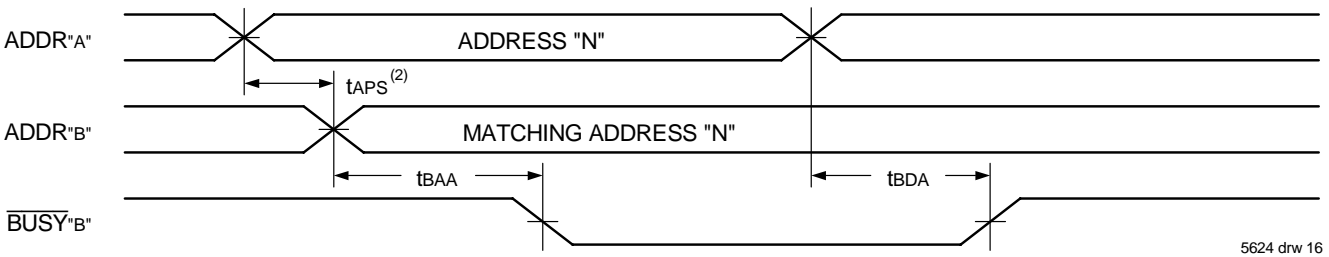 ADDR"A"
ADDRESS "N"
tAPS(2)
ADDR"B"
MATCHING ADDRESS "N"
tBAA
tBDA
BUSY"B"
5624 drw 16